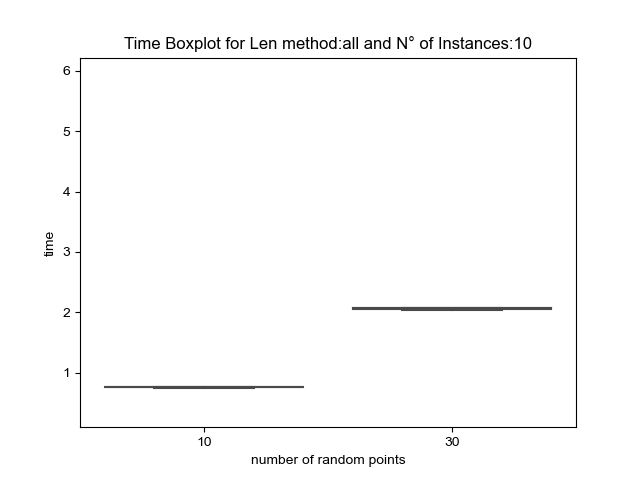 Time Boxplot for Len method:all and N° of Instances:10
6
5
4
3
2
1
time
10 30
number of random points